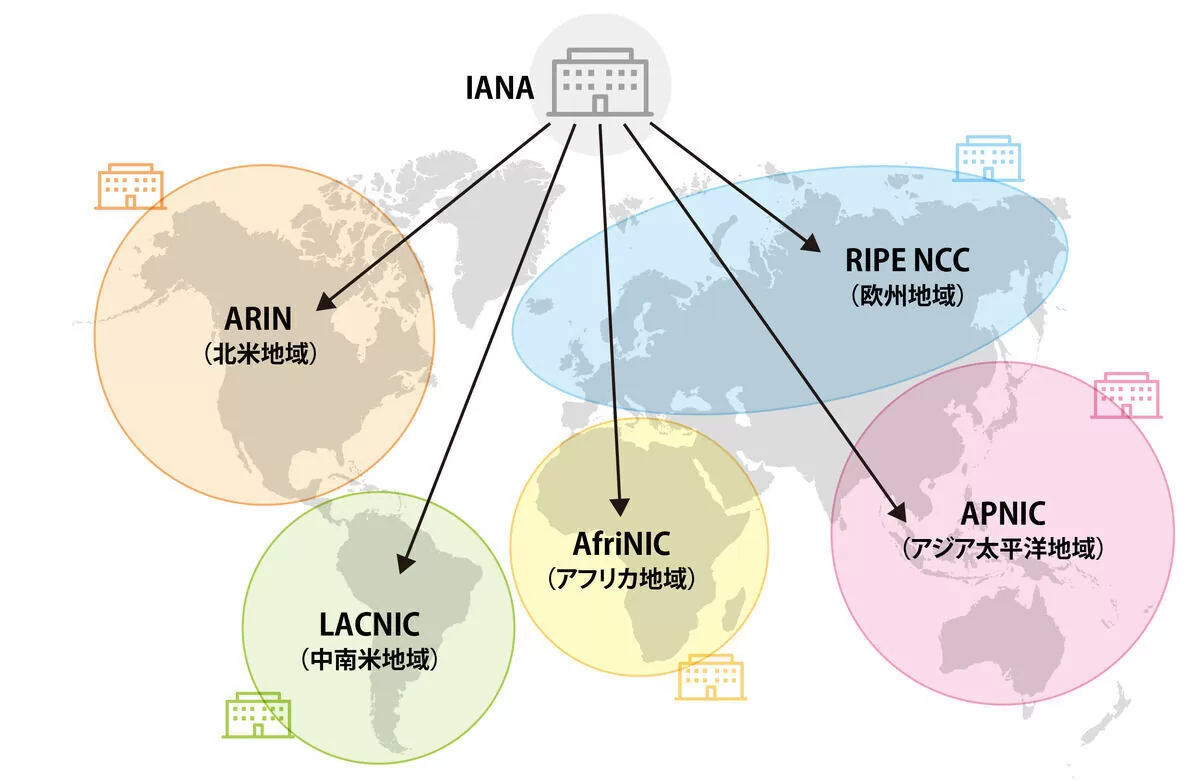 IANA
RIPE NCC
（欧州地域）
ARIN
（北米地域）
APNIC
（アジア太平洋地域）
AfriNIC
（アフリカ地域）
LACNIC
（中南米地域）